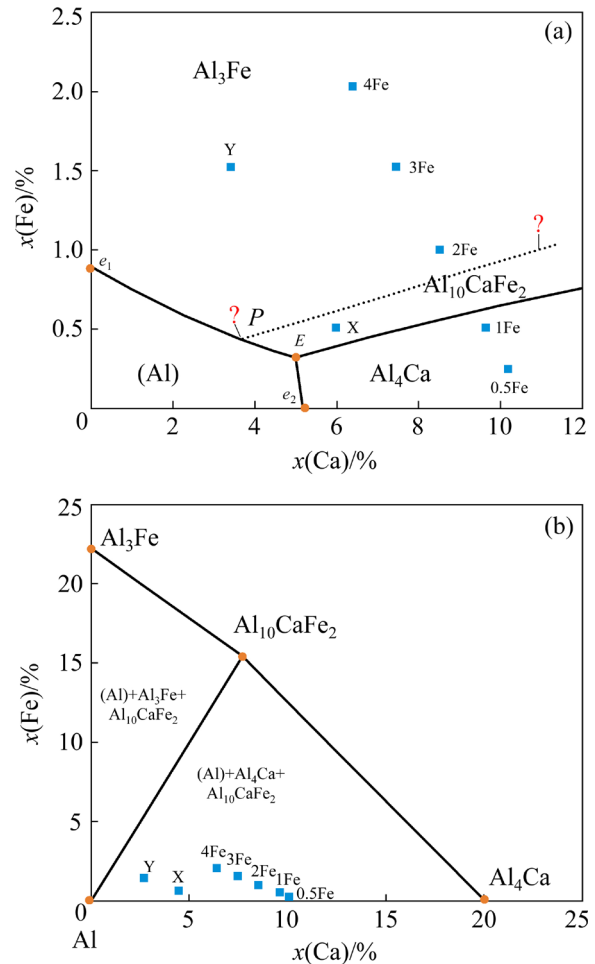 (a)
2.5
2.0
1.5
1.0
0.5
0
x(Fe)/%
Al₃Fe
4Fe
Y
3Fe
?
2Fe
e₁
Al₁₀CaFe₂
?
P
X
1Fe
E
(Al)
Al₄Ca
e₂
0.5Fe
0 2 4 6 8 10 12
x(Ca)/%
(b)
25
20
15
10
5
0
x(Fe)/%
Al₃Fe
Al₁₀CaFe₂
(Al)+Al₃Fe+
Al₁₀CaFe₂
(Al)+Al₄Ca+
Al₁₀CaFe₂
Y
X
4Fe
3Fe
2Fe
1Fe
0.5Fe
Al₄Ca
5 10 15 20 25
Al
x(Ca)/%